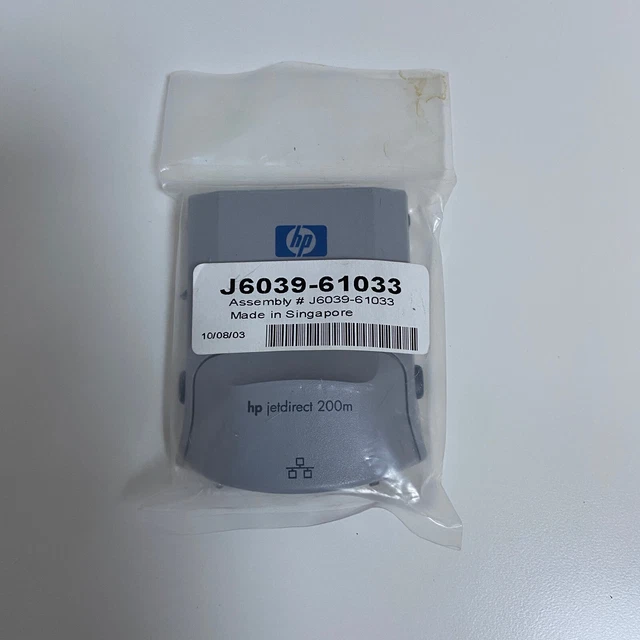 hp
J6039-61033
Assembly # J6039-61033
Made in Singapore
10/08/03
hp jetdirect 200m